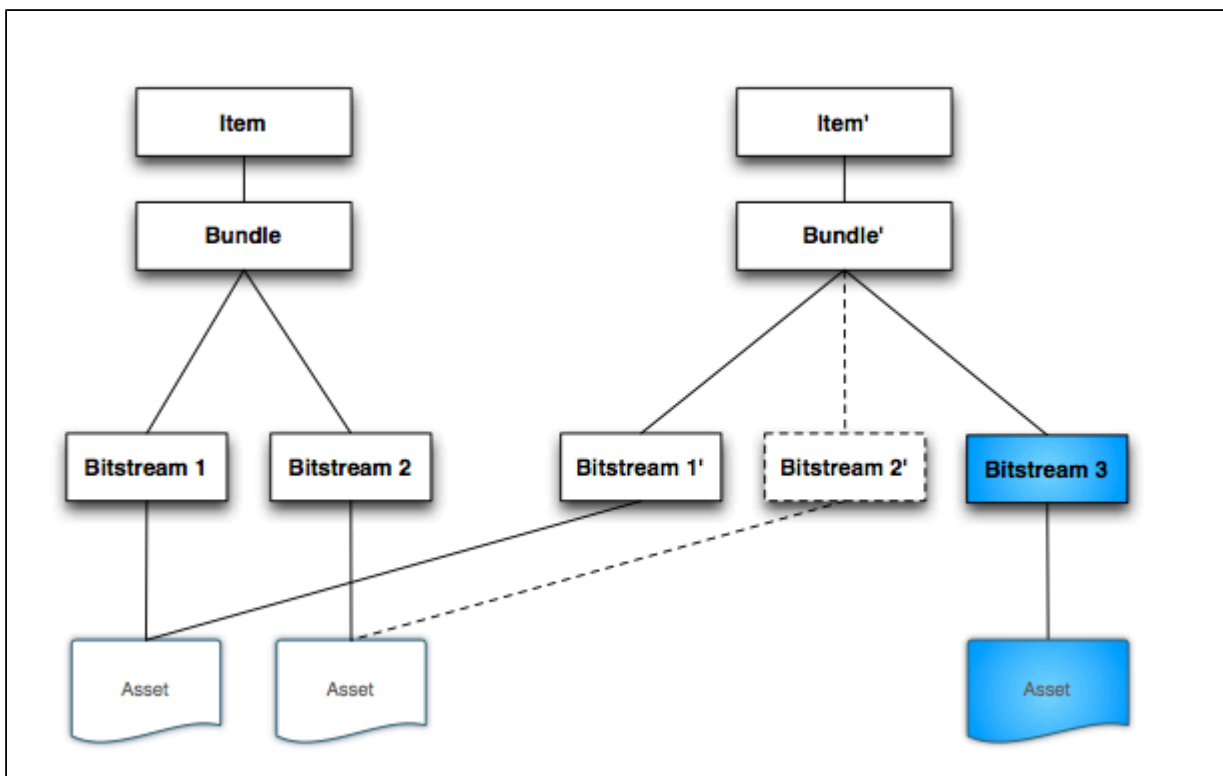 Item
Item'
Bundle
Bundle'
Bitstream 1
Bitstream 2
Bitstream 1'
Bitstream 2'
Bitstream 3
Asset
Asset
Asset